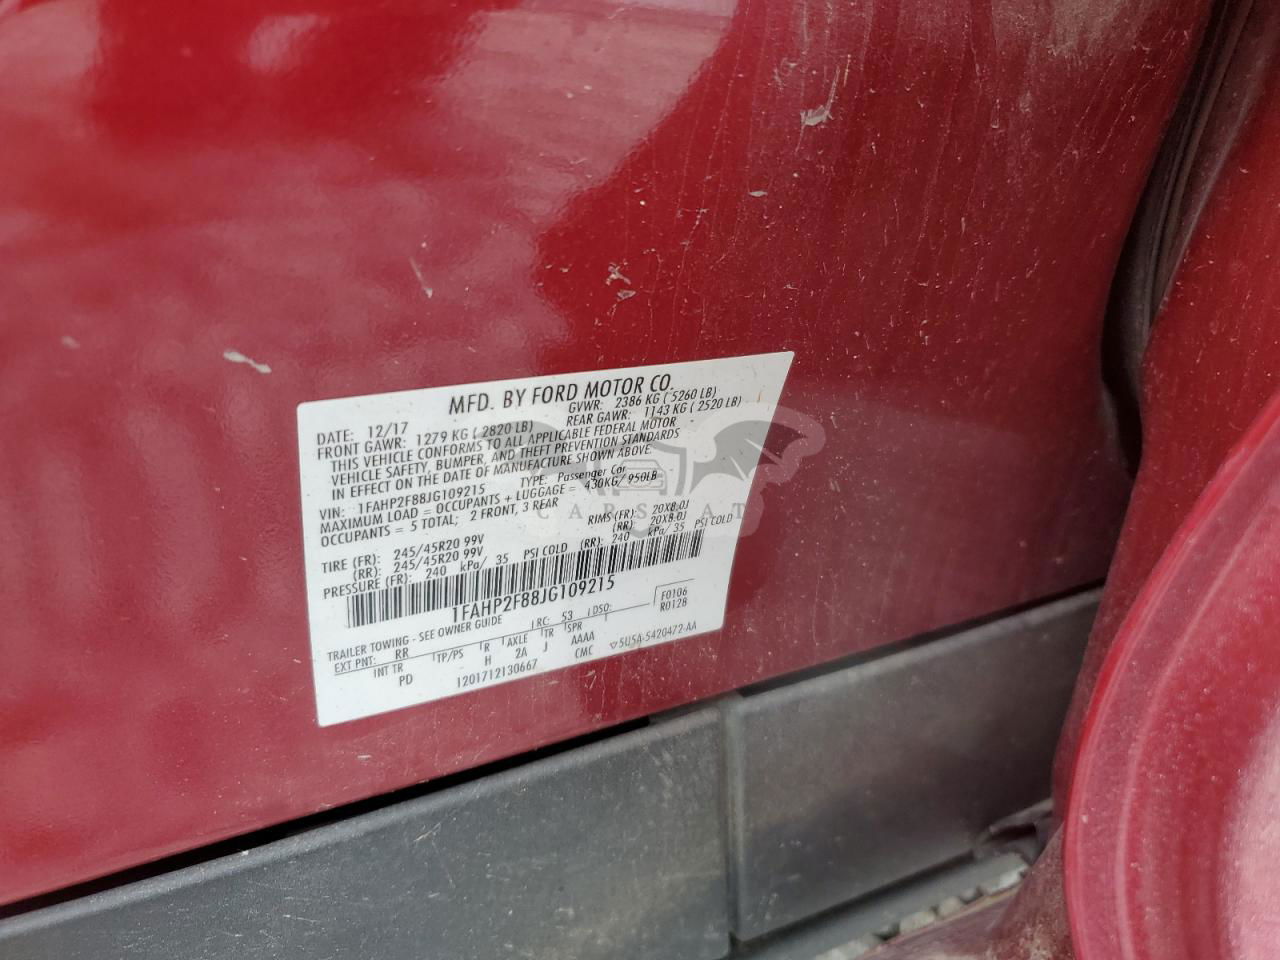 MFD. BY FORD MOTOR CO.
DATE: 12/17 GVWR: 2386 KG ( 5260 LB)
FRONT GAWR: 1279 KG ( 2820 LB) REAR GAWR: 1143 KG ( 2520 LB)
THIS VEHICLE CONFORMS TO ALL APPLICABLE FEDERAL MOTOR
VEHICLE SAFETY, BUMPER, AND THEFT PREVENTION STANDARDS
IN EFFECT ON THE DATE OF MANUFACTURE SHOWN ABOVE.
VIN: 1FAHP2F88JG109215 TYPE: Passenger Car
MAXIMUM LOAD = OCCUPANTS + LUGGAGE = 430KG/950LB
OCCUPANTS = 5 TOTAL; 2 FRONT, 3 REAR
CARS AT
TIRE (FR): 245/45R20 99V RIMS (FR): 20X8.0J
(RR): 245/45R20 99V (RR): 20X8.0J
PRESSURE (FR): 240 kPa/ 35 PSI COLD (RR): 240 kPa/ 35 PSI COLD
1FAHP2F88JG109215
TRAILER TOWING - SEE OWNER GUIDE
EXT PNT: RR RC: 53 DSO: F0106
R0128
INT TR TP/PS R AXLE TR SPR
PD H 2A J AAAA
1201712130667 CMC ▽5U5A-5420472-AA